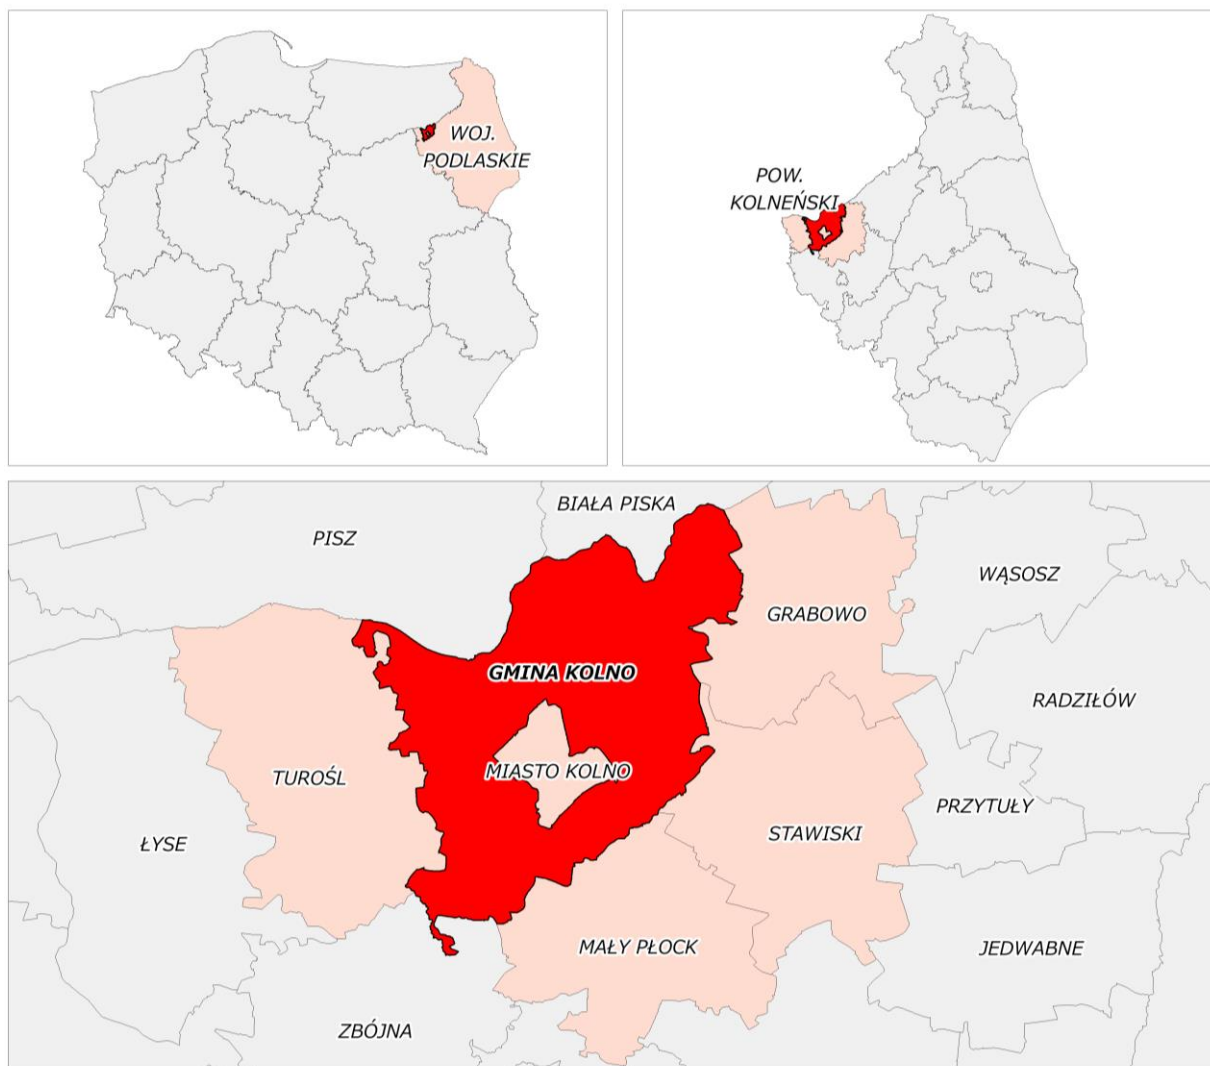 WOJ.
PODLASKIE
POW.
KOLNEŃSKI
BIAŁA PISKA
PISZ
WĄSOSZ
GRABOWO
GMINA KOLNO
RADZIŁÓW
MIASTO KOLNO
TUROŚL
PRZYTUŁY
STAWISKI
ŁYSE
MAŁY PŁOCK
JEDWABNE
ZBÓJNA